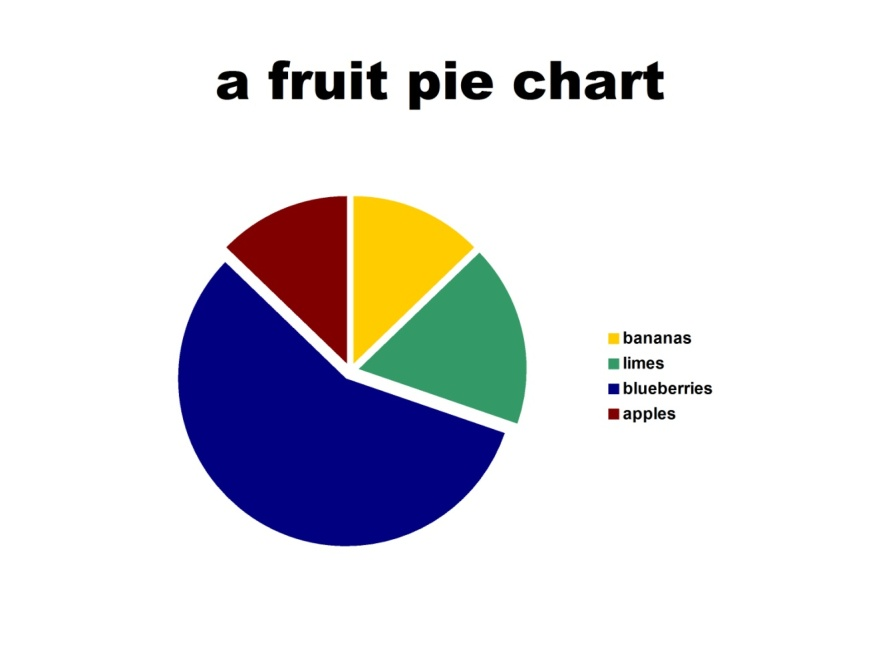 a fruit pie chart
bananas
limes
blueberries
apples